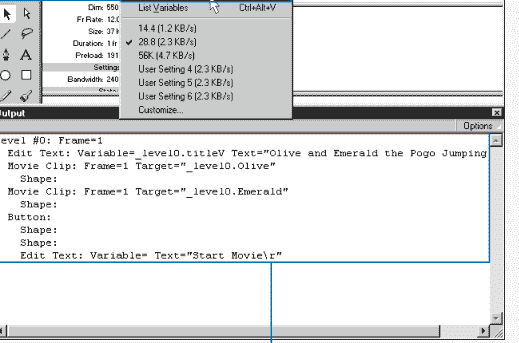 Dim: 550
Fr Rate: 12.0
Size: 37 K
Duration: 1 fr
Preload: 191
Settings
Bandwidth: 240
State
List Variables Ctrl+Alt+V
14.4 (1.2 KB/s)
28.8 (2.3 KB/s)
56K (4.7 KB/s)
User Setting 4 (2.3 KB/s)
User Setting 5 (2.3 KB/s)
User Setting 6 (2.3 KB/s)
Customize...
utput
Options
evel #0: Frame=1
Edit Text: Variable=_level0.titleV Text="Olive and Emerald the Pogo Jumping
Movie Clip: Frame=1 Target="_level0.Olive"
Shape:
Movie Clip: Frame=1 Target="_level0.Emerald"
Shape:
Button:
Shape:
Shape:
Edit Text: Variable= Text="Start Movie\r"